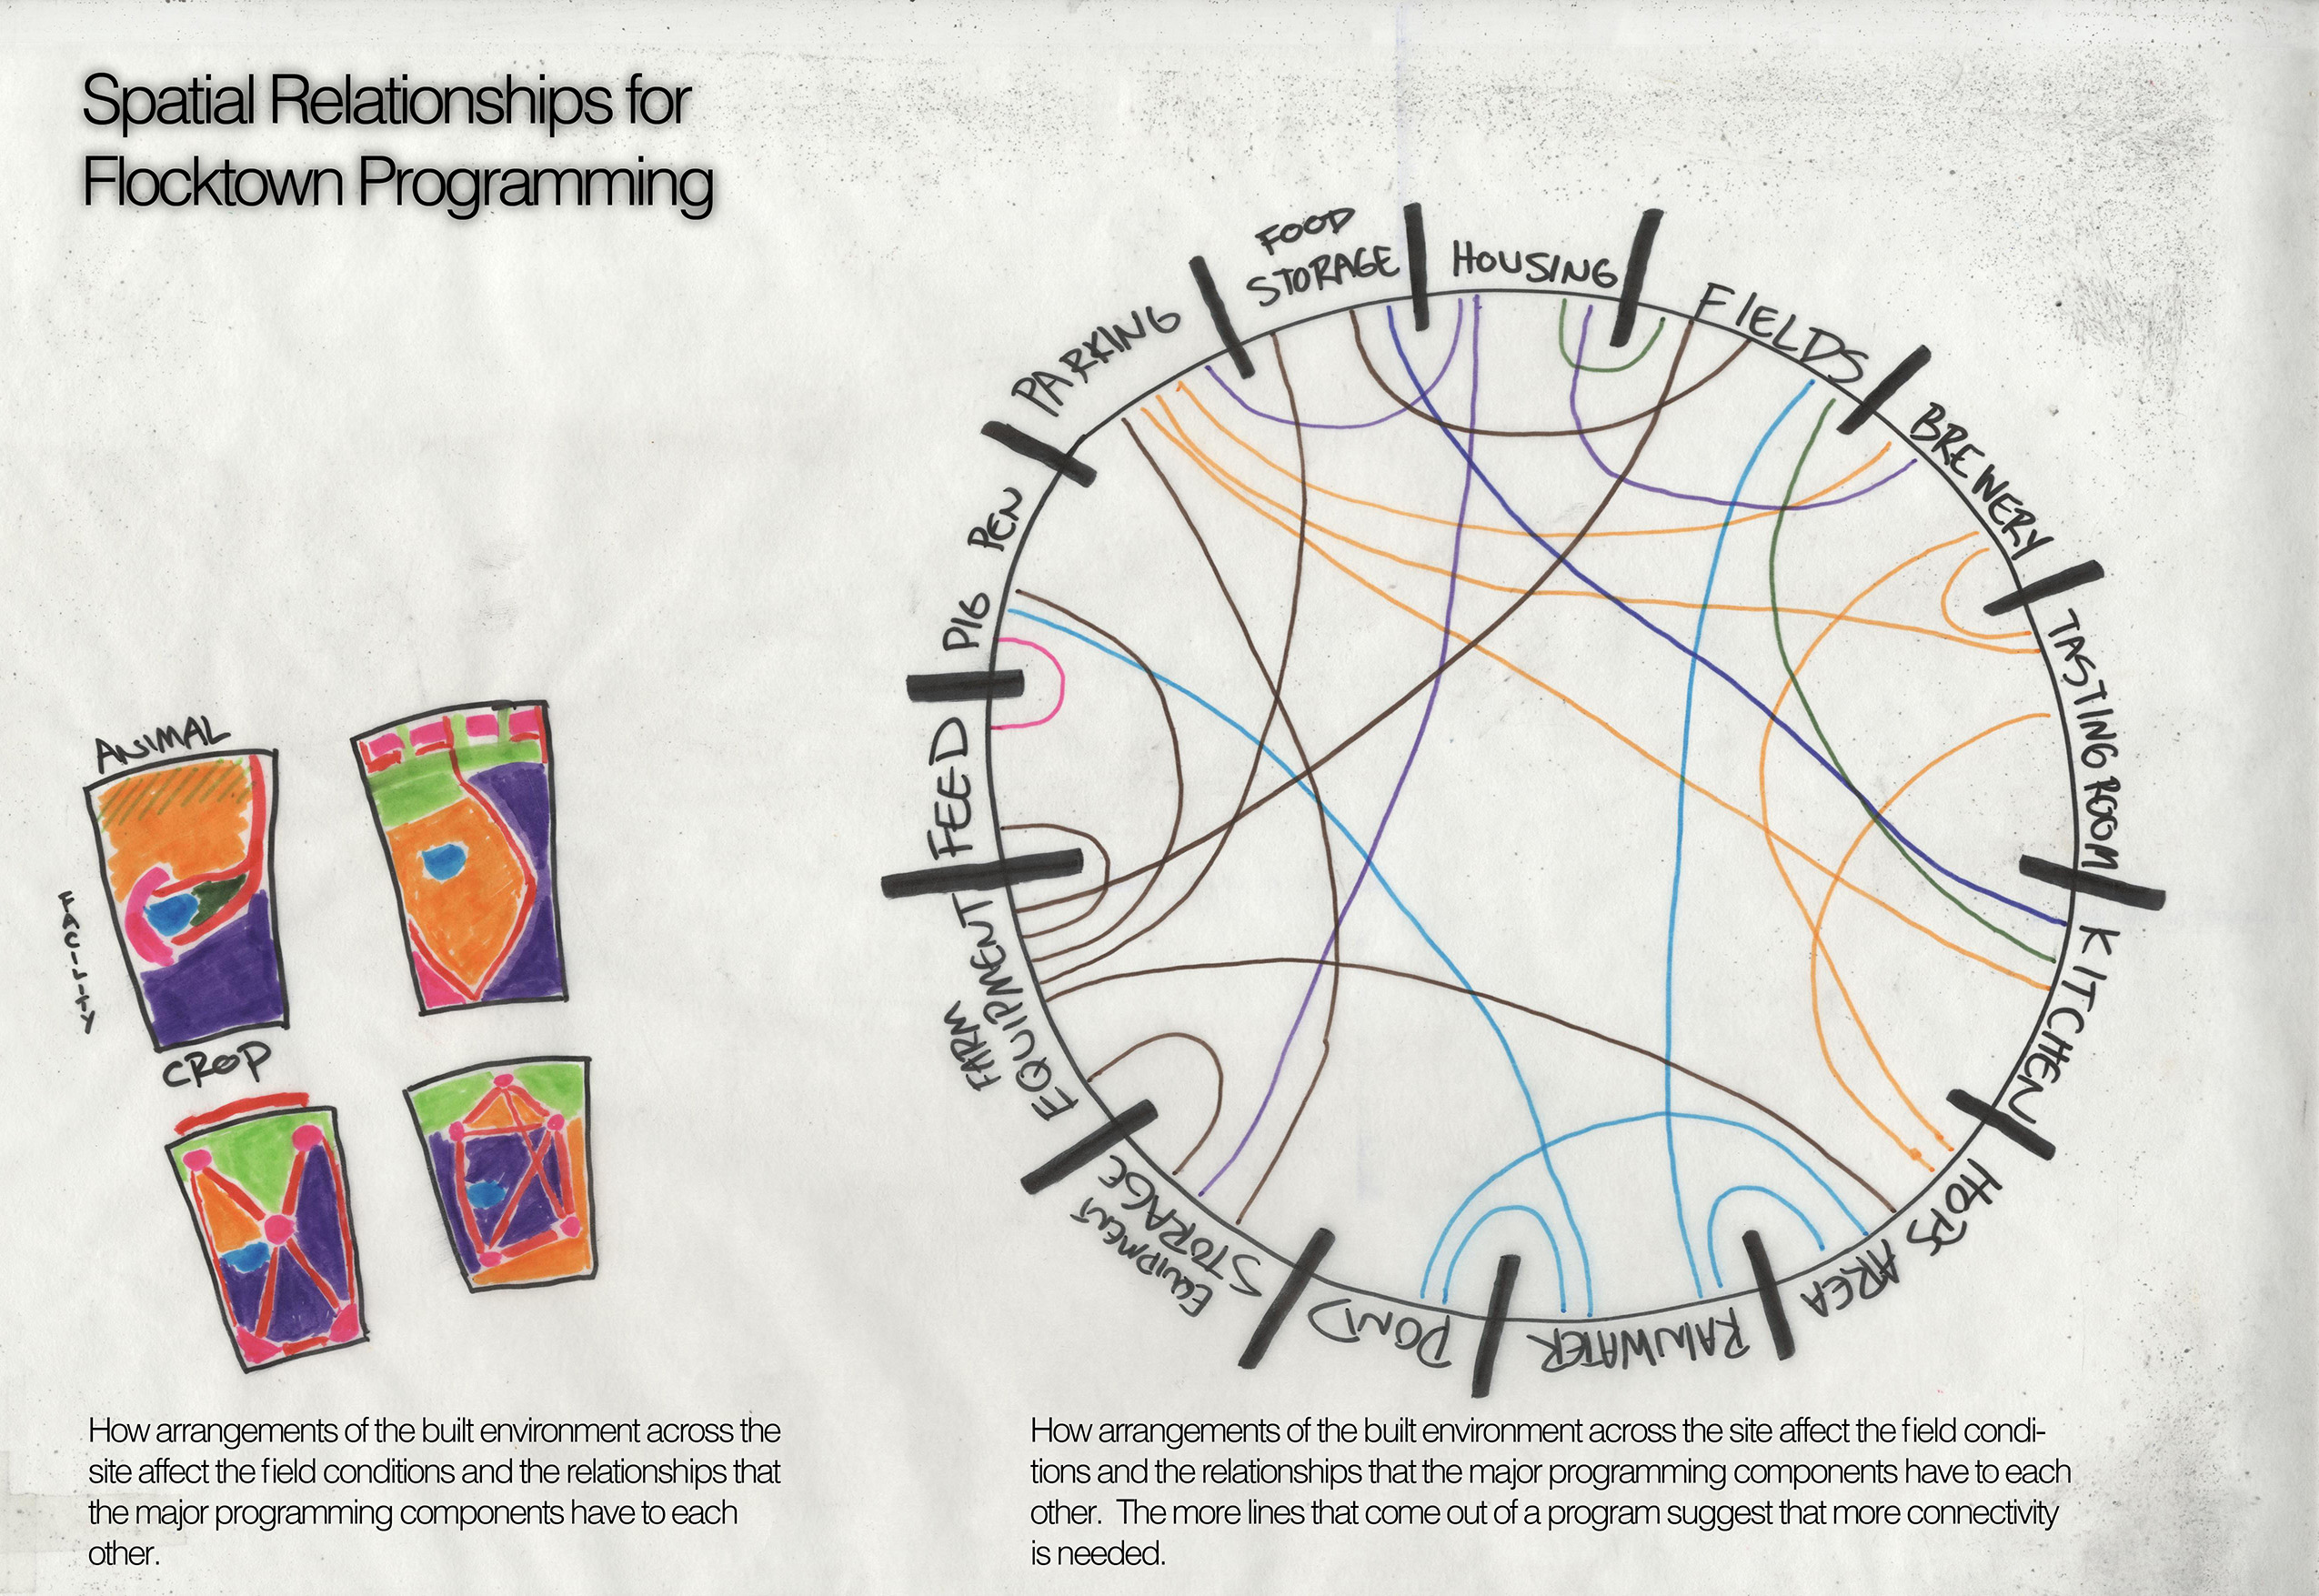 Spatial Relationships for
Flocktown Programming
FOOD
STORAGE
HOUSING
FIELDS
BREWERY
TASTING ROOM
KITCHEN
HOPS AREA
RAINWATER
POND
EQUIPMENT
STORAGE
FARM
EQUIPMENT
FEED
PIG PEN
PARKING
ANIMAL
FACILITY
CROP
How arrangements of the built environment across the
site affect the field conditions and the relationships that
the major programming components have to each
other.
How arrangements of the built environment across the site affect the field condi-
tions and the relationships that the major programming components have to each
other.  The more lines that come out of a program suggest that more connectivity
is needed.